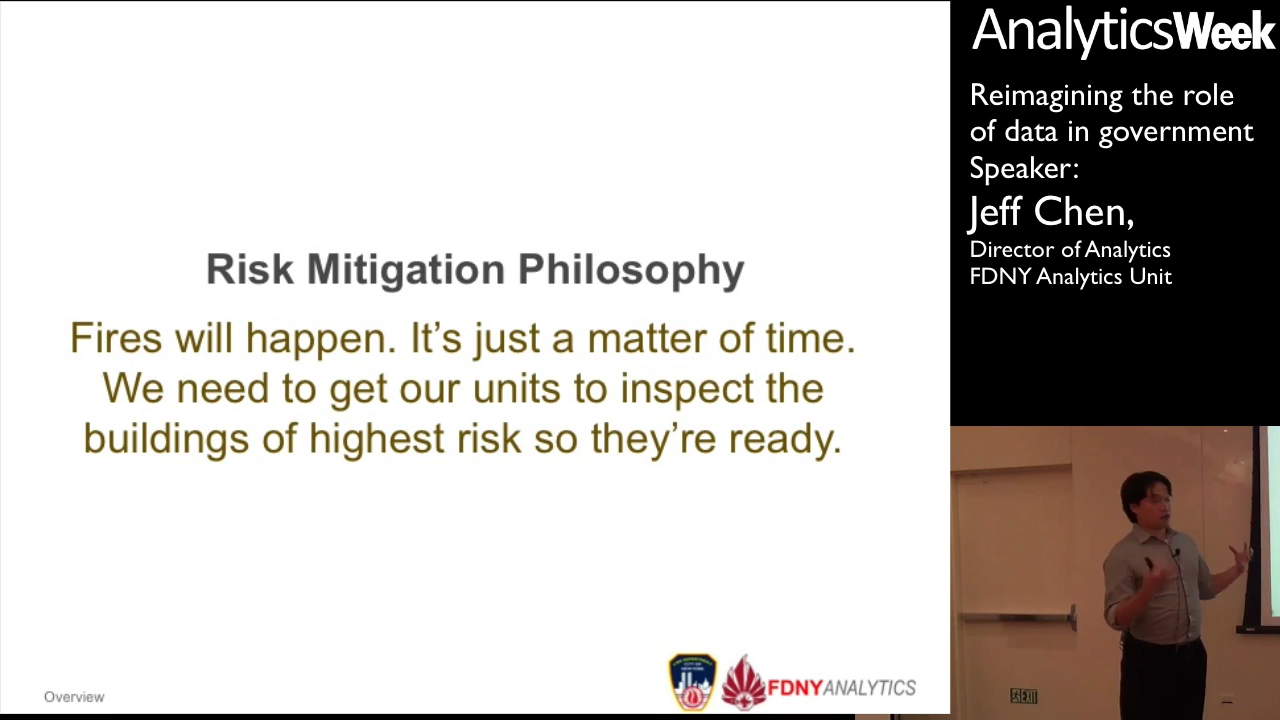 Risk Mitigation Philosophy
Fires will happen. It's just a matter of time.
We need to get our units to inspect the
buildings of highest risk so they're ready.
Overview
FDNYANALYTICS
AnalyticsWeek
Reimagining the role
of data in government
Speaker:
Jeff Chen,
Director of Analytics
FDNY Analytics Unit
EXIT